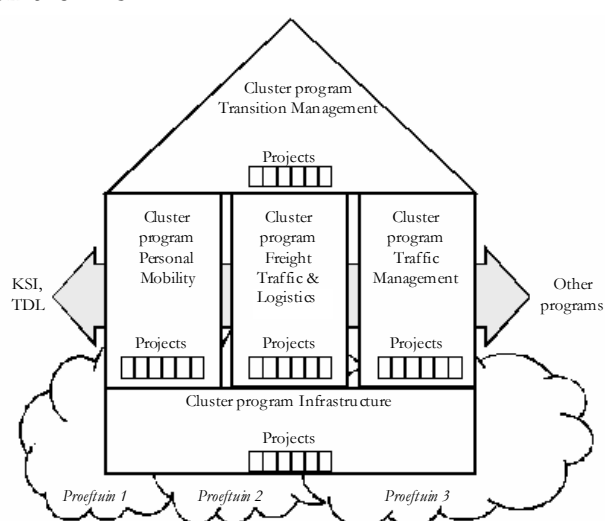 Cluster program
Transition Management
Projects
Cluster
program
Personal
Mobility
Projects
Cluster
program
Freight
Traffic &
Logistics
Projects
Cluster
program
Traffic
Management
Projects
KSI,
TDL
Other
programs
Cluster program Infrastructure
Projects
Proeftuin 1
Proeftuin 2
Proeftuin 3